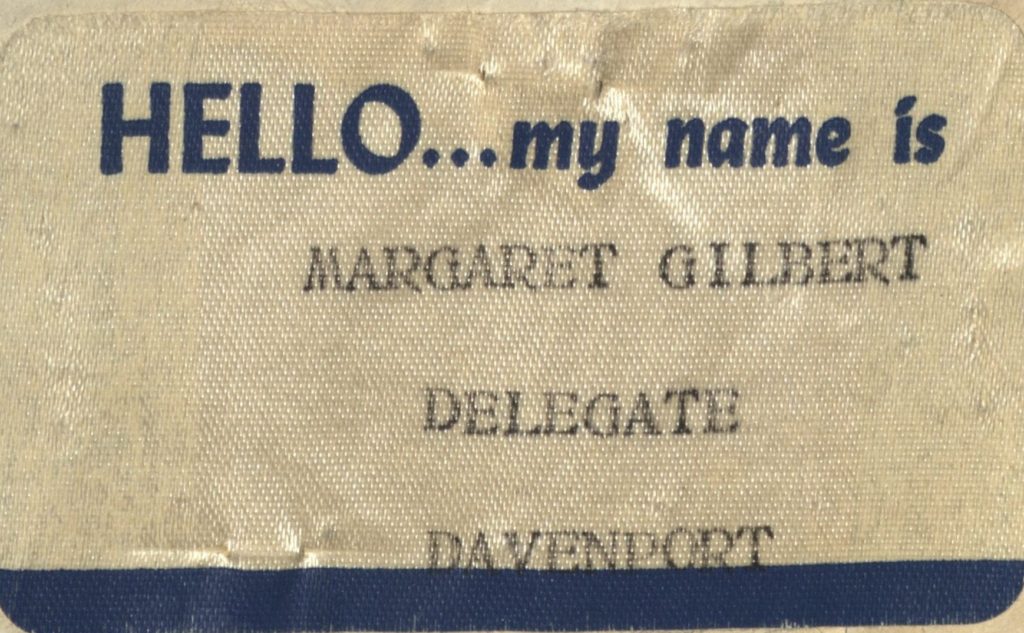 HELLO...my name is
MARGARET GILBERT
DELEGATE
DAVENPORT